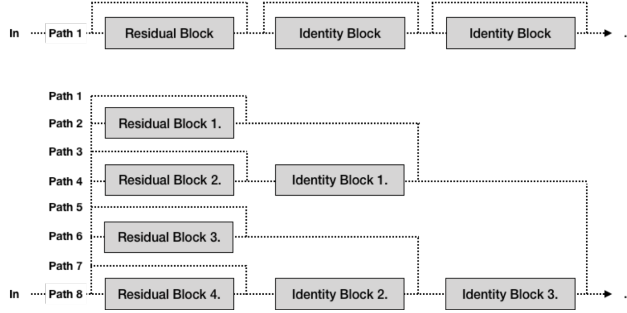 In Path 1 Residual Block Identity Block Identity Block .
Path 1
Path 2 Residual Block 1.
Path 3
Path 4 Residual Block 2. Identity Block 1.
Path 5
Path 6 Residual Block 3.
Path 7
In Path 8 Residual Block 4. Identity Block 2. Identity Block 3. .